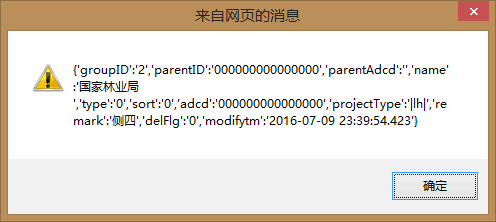 来自网页的消息
{'groupID':'2','parentID':'000000000000000','parentAdcd':'','name'
:'国家林业局
','type':'0','sort':'0','adcd':'000000000000000','projectType':'|lh|','re
mark':'侧四','delFlg':'0','modifytm':'2016-07-09 23:39:54.423'}
确定